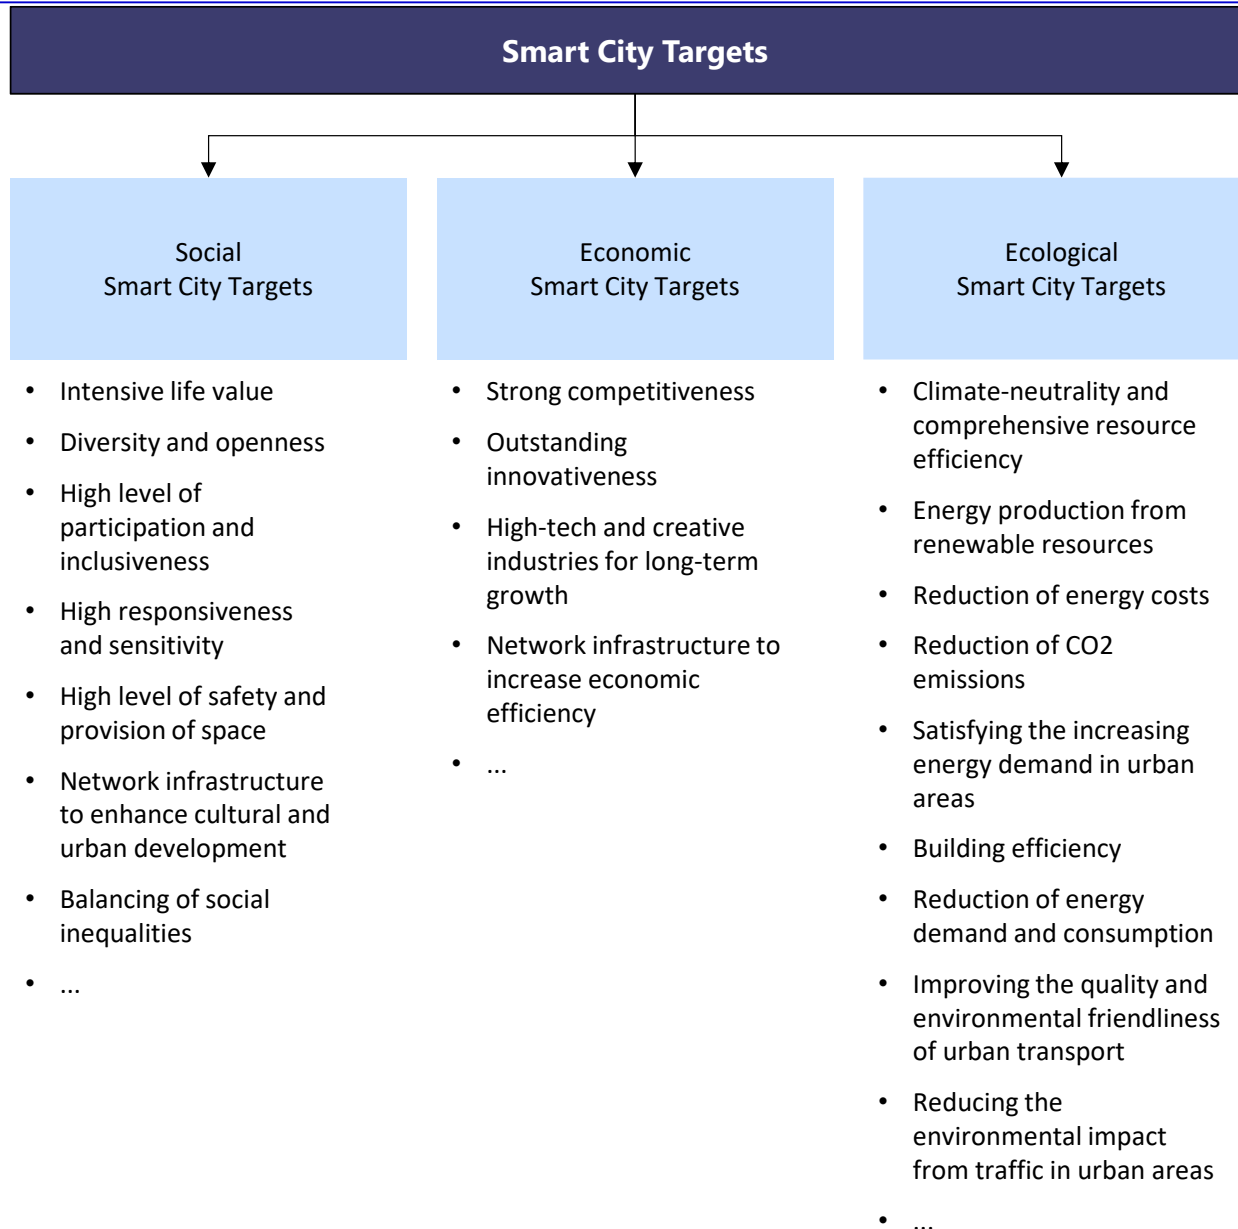 Smart City Targets
Social
Smart City Targets
• Intensive life value
• Diversity and openness
• High level of
participation and
inclusiveness
• High responsiveness
and sensitivity
• High level of safety and
provision of space
• Network infrastructure
to enhance cultural and
urban development
• Balancing of social
inequalities
• ...
Economic
Smart City Targets
• Strong competitiveness
• Outstanding
innovativeness
• High-tech and creative
industries for long-term
growth
• Network infrastructure to
increase economic
efficiency
• ...
Ecological
Smart City Targets
• Climate-neutrality and
comprehensive resource
efficiency
• Energy production from
renewable resources
• Reduction of energy costs
• Reduction of CO2
emissions
• Satisfying the increasing
energy demand in urban
areas
• Building efficiency
• Reduction of energy
demand and consumption
• Improving the quality and
environmental friendliness
of urban transport
• Reducing the
environmental impact
from traffic in urban areas
• ...